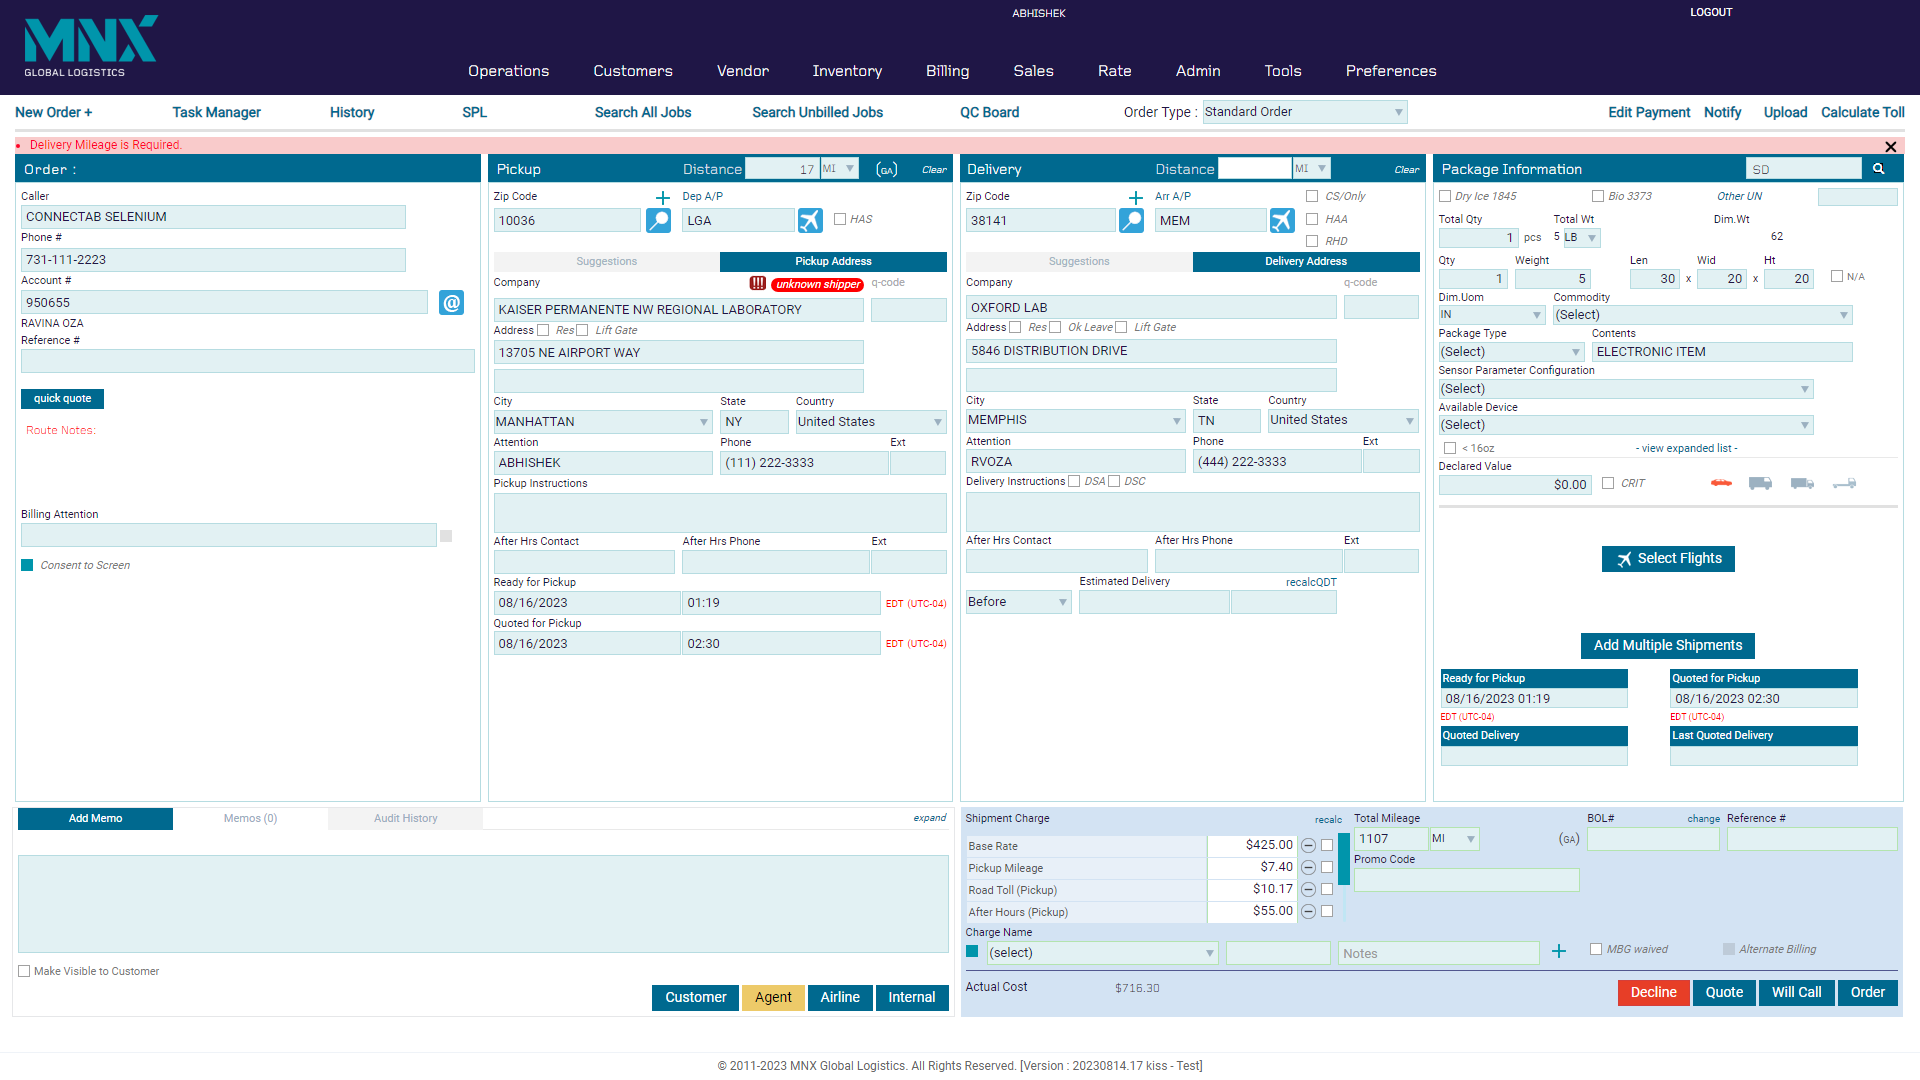 ABHISHEK
LOGOUT
MNX
GLOBAL LOGISTICS
Operations Customers Vendor Inventory Billing Sales Rate Admin Tools Preferences
New Order + Task Manager History SPL Search All Jobs Search Unbilled Jobs QC Board Order Type : Standard Order Edit Payment Notify Upload Calculate Toll
Delivery Mileage is Required.
Order :
Caller
CONNECTAB SELENIUM
Phone #
731-111-2223
Account #
950655
@
RAVINA OZA
Reference #
quick quote
Route Notes:
Billing Attention
Consent to Screen
Pickup Distance 17 MI (GA) Clear
Zip Code Dep A/P
10036 LGA HAS
Suggestions Pickup Address
Company unknown shipper q-code
KAISER PERMANENTE NW REGIONAL LABORATORY
Address Res Lift Gate
13705 NE AIRPORT WAY
City State Country
MANHATTAN NY United States
Attention Phone Ext
ABHISHEK (111) 222-3333
Pickup Instructions
After Hrs Contact After Hrs Phone Ext
Ready for Pickup
08/16/2023 01:19 EDT (UTC-04)
Quoted for Pickup
08/16/2023 02:30 EDT (UTC-04)
Delivery Distance MI Clear
Zip Code Arr A/P CS/Only
38141 MEM HAA
RHD
Suggestions Delivery Address
Company q-code
OXFORD LAB
Address Res Ok Leave Lift Gate
5846 DISTRIBUTION DRIVE
City State Country
MEMPHIS TN United States
Attention Phone Ext
RVOZA (444) 222-3333
Delivery Instructions DSA DSC
After Hrs Contact After Hrs Phone Ext
Estimated Delivery recalcQDT
Before
Package Information SD
Dry Ice 1845 Bio 3373 Other UN
Total Qty Total Wt Dim.Wt
1 pcs 5 LB 62
Qty Weight Len Wid Ht
1 5 30 x 20 x 20 N/A
Dim.Uom Commodity
IN (Select)
Package Type Contents
(Select) ELECTRONIC ITEM
Sensor Parameter Configuration
(Select)
Available Device
(Select)
< 16oz - view expanded list -
Declared Value
$0.00 CRIT
Select Flights
Add Multiple Shipments
Ready for Pickup Quoted for Pickup
08/16/2023 01:19 08/16/2023 02:30
EDT (UTC-04) EDT (UTC-04)
Quoted Delivery Last Quoted Delivery
Add Memo Memos (0) Audit History expand
Make Visible to Customer
Customer Agent Airline Internal
Shipment Charge recalc Total Mileage BOL# change Reference #
1107 MI (GA)
Base Rate $425.00
Promo Code
Pickup Mileage $7.40
Road Toll (Pickup) $10.17
After Hours (Pickup) $55.00
Charge Name
(select) Notes MBG waived Alternate Billing
Actual Cost $716.30
Decline Quote Will Call Order
© 2011-2023 MNX Global Logistics. All Rights Reserved. [Version : 20230814.17 kiss - Test]